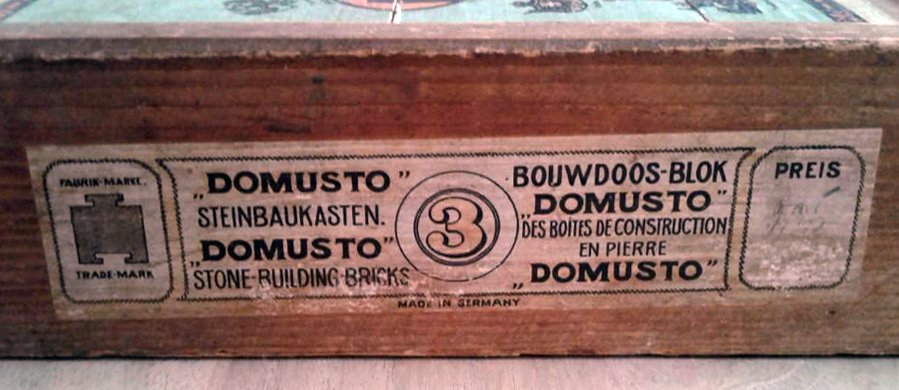 FABRIK-MARKE.
TRADE-MARK
„DOMUSTO”
STEINBAUKASTEN.
„DOMUSTO”
STONE-BUILDING-BRICKS
3
BOUWDOOS-BLOK
„DOMUSTO”
DES BOÎTES DE CONSTRUCTION
EN PIERRE
„DOMUSTO”
PREIS
MADE IN GERMANY